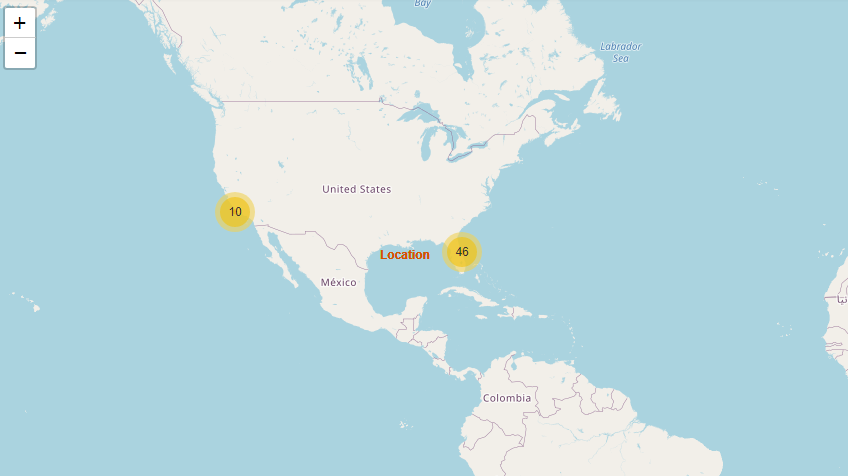 Bay
+
−
Labrador
Sea
United States
10
46
Location
México
Colombia